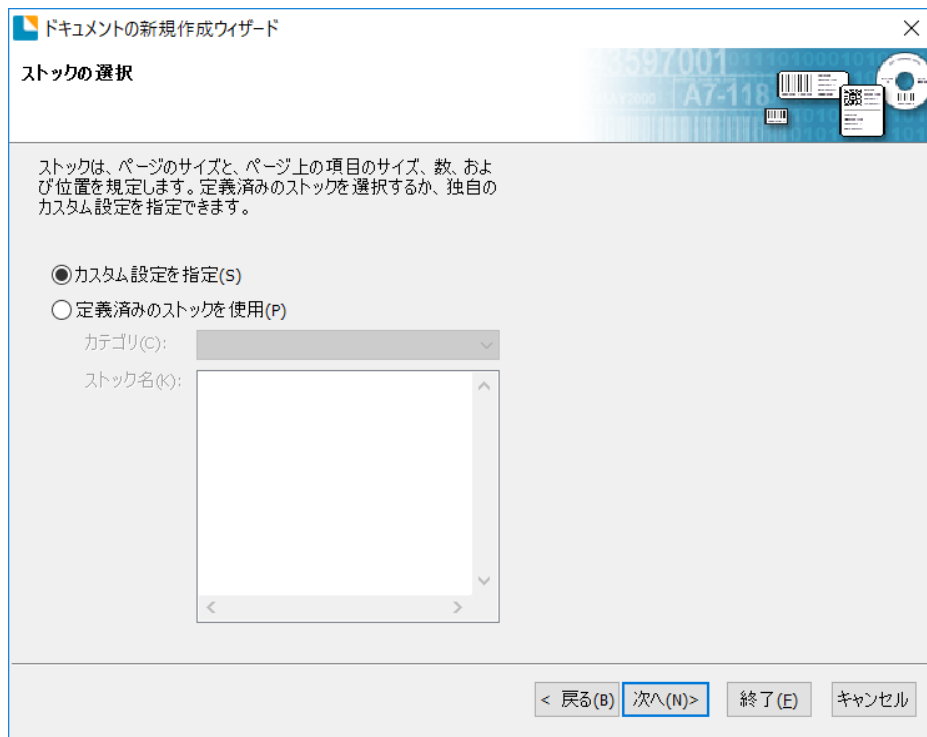 ドキュメントの新規作成ウィザード
ストックの選択
3597001
A7-118
ストックは、ページのサイズと、ページ上の項目のサイズ、数、およ
び位置を規定します。定義済みのストックを選択するか、独自の
カスタム設定を指定できます。
カスタム設定を指定(S)
定義済みのストックを使用(P)
カテゴリ(C):
ストック名(K):
< 戻る(B) 次へ(N)> 終了(F) キャンセル